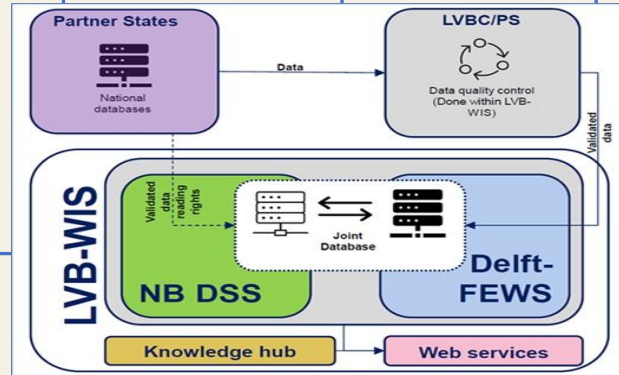 Partner States
National
databases
Data
LVBC/PS
Data quality control
(Done within LVB-
WIS)
Validated
data
LVB-WIS
Validated
data
reading
rights
Joint
Database
NB DSS
Delft-
FEWS
Knowledge hub
Web services